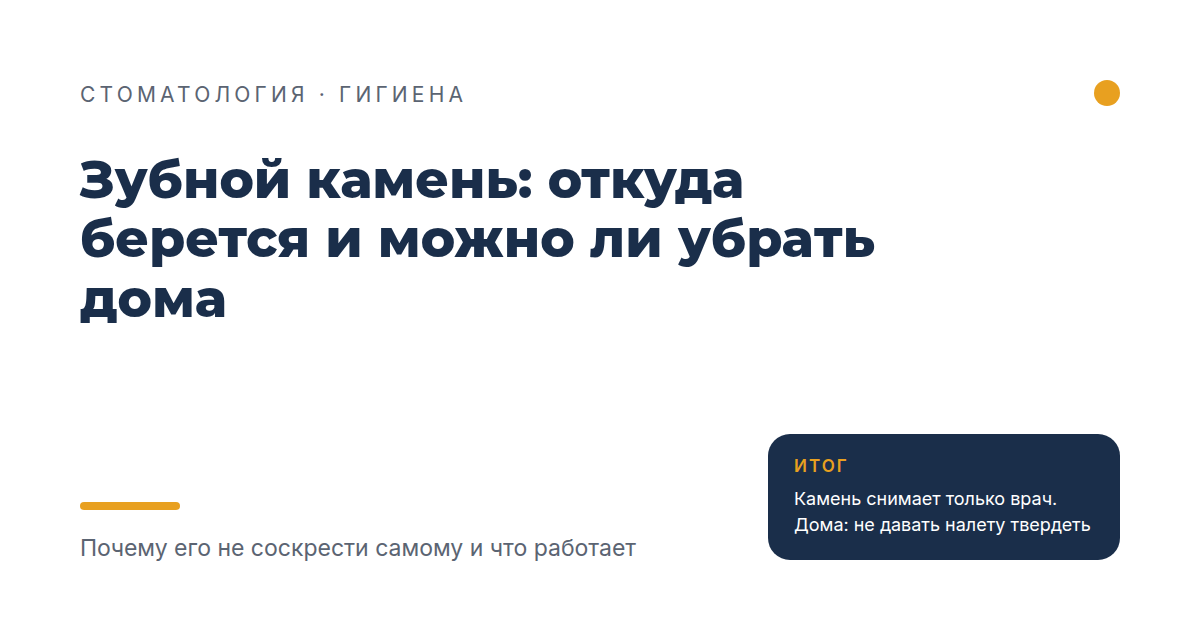 СТОМАТОЛОГИЯ · ГИГИЕНА
Зубной камень: откуда
берется и можно ли убрать
дома
Почему его не соскрести самому и что работает
ИТОГ
Камень снимает только врач.
Дома: не давать налету твердеть